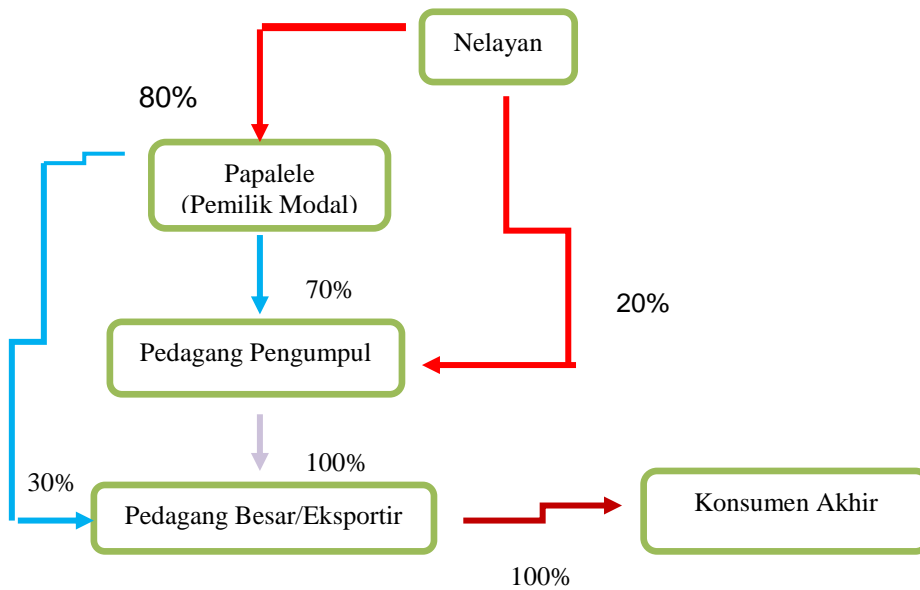 Nelayan
80%
Papalele
(Pemilik Modal)
70%
20%
Pedagang Pengumpul
100%
30%
Pedagang Besar/Eksportir
Konsumen Akhir
100%